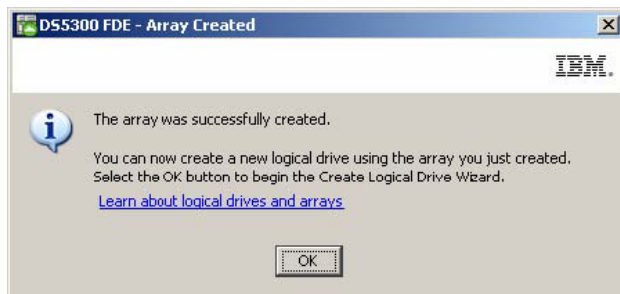 DS5300 FDE - Array Created
IBM.
The array was successfully created.
You can now create a new logical drive using the array you just created.
Select the OK button to begin the Create Logical Drive Wizard.
Learn about logical drives and arrays
OK